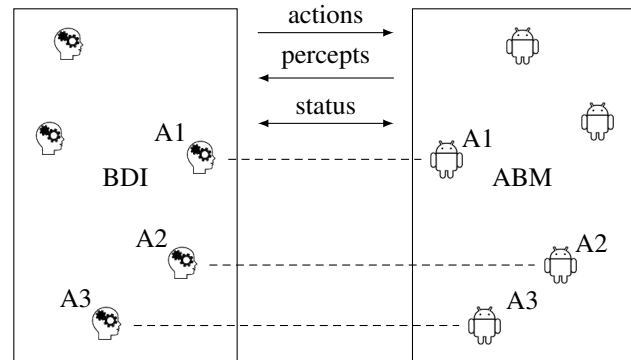 actions
percepts
status
A1
BDI
A2
A3
A1
ABM
A2
A3